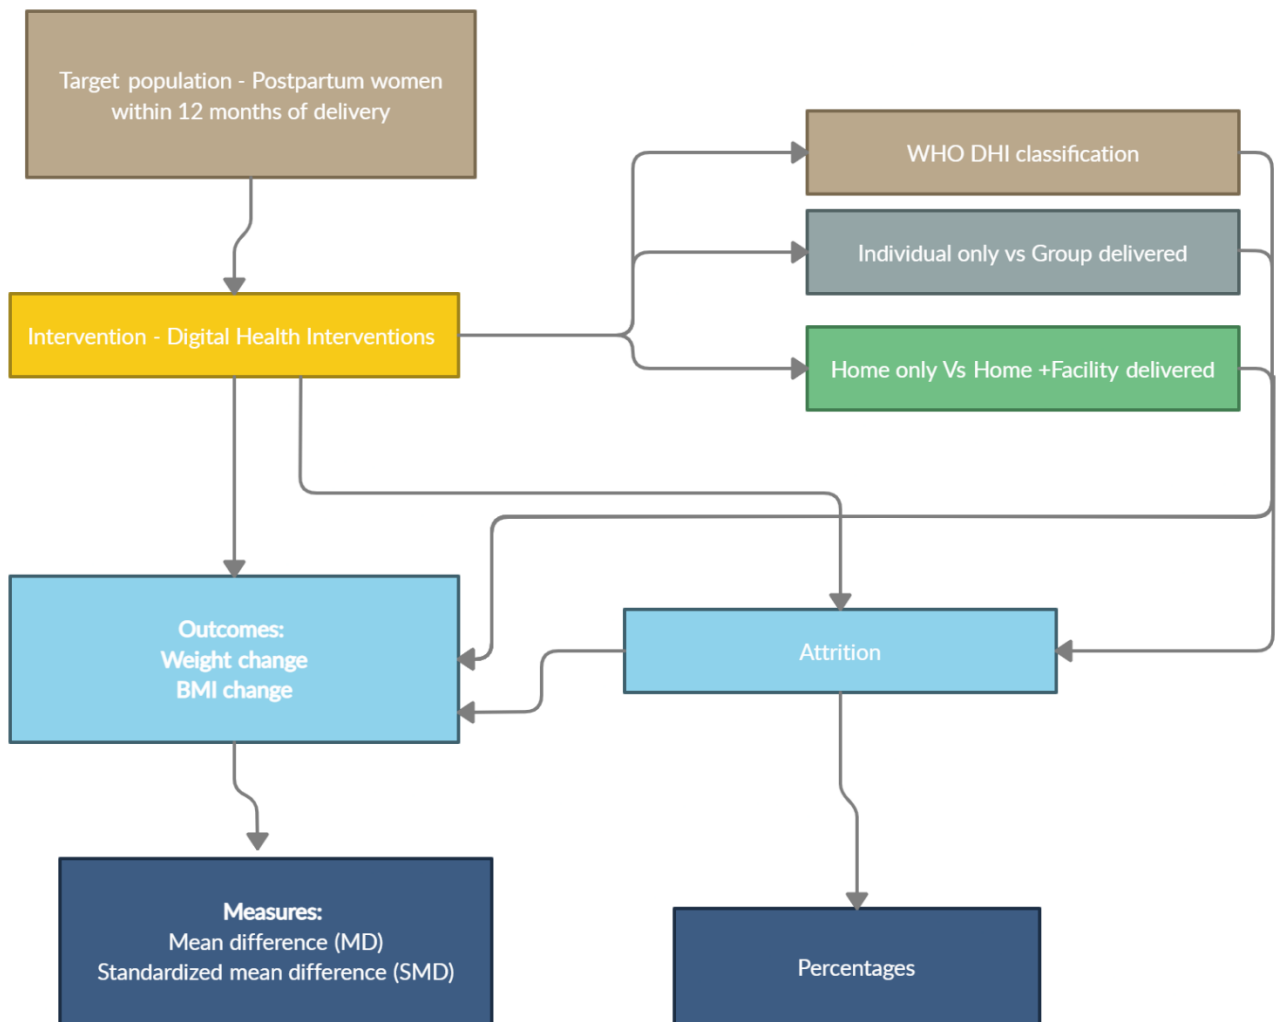 Target population - Postpartum women
within 12 months of delivery
WHO DHI classification
Individual only vs Group delivered
Intervention - Digital Health Interventions
Home only Vs Home +Facility delivered
Outcomes:
Weight change
BMI change
Attrition
Measures:
Mean difference (MD)
Standardized mean difference (SMD)
Percentages